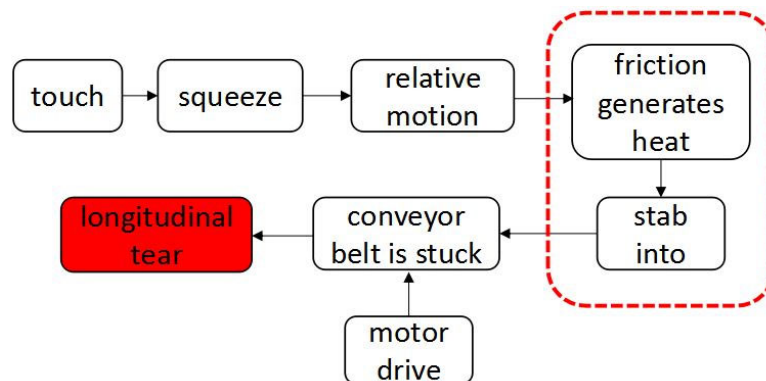 touch
squeeze
relative
motion
friction
generates
heat
stab
into
conveyor
belt is stuck
longitudinal
tear
motor
drive